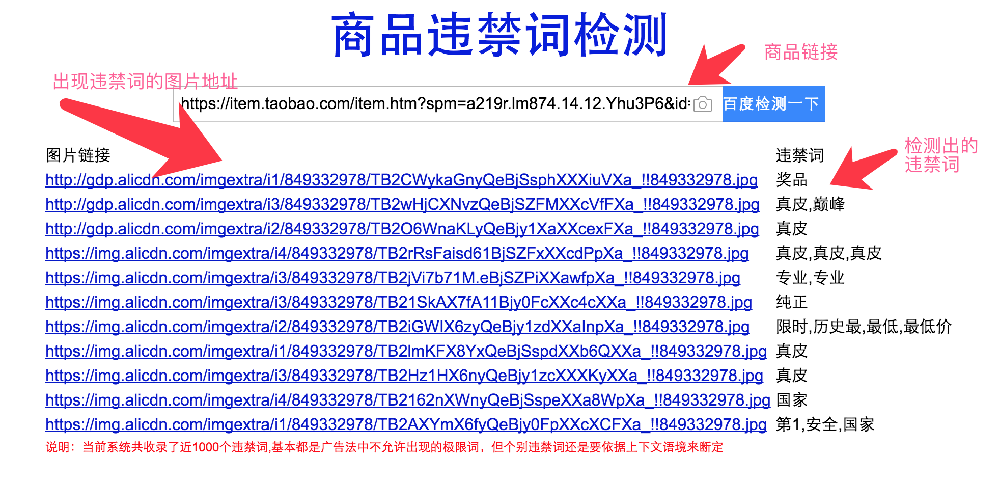 商品违禁词检测
商品链接
出现违禁词的图片地址
https://item.taobao.com/item.htm?spm=a219r.lm874.14.12.Yhu3P6&id=
百度检测一下
检测出的
违禁词
图片链接 违禁词
http://gdp.alicdn.com/imgextra/i1/849332978/TB2CWykaGnyQeBjSsphXXXiuVXa_!!849332978.jpg 奖品
http://gdp.alicdn.com/imgextra/i3/849332978/TB2wHjCXNvzQeBjSZFMXXcVfFXa_!!849332978.jpg 真皮,巅峰
http://gdp.alicdn.com/imgextra/i2/849332978/TB2O6WnaKLyQeBjy1XaXXcexFXa_!!849332978.jpg 真皮
https://img.alicdn.com/imgextra/i4/849332978/TB2rRsFaisd61BjSZFxXXcdPpXa_!!849332978.jpg 真皮,真皮,真皮
https://img.alicdn.com/imgextra/i3/849332978/TB2jVi7b71M.eBjSZPiXXawfpXa_!!849332978.jpg 专业,专业
https://img.alicdn.com/imgextra/i3/849332978/TB21SkAX7fA11Bjy0FcXXc4cXXa_!!849332978.jpg 纯正
https://img.alicdn.com/imgextra/i2/849332978/TB2iGWIX6zyQeBjy1zdXXaInpXa_!!849332978.jpg 限时,历史最,最低,最低价
https://img.alicdn.com/imgextra/i1/849332978/TB2lmKFX8YxQeBjSspdXXb6QXXa_!!849332978.jpg 真皮
https://img.alicdn.com/imgextra/i3/849332978/TB2Hz1HX6nyQeBjy1zcXXXKyXXa_!!849332978.jpg 真皮
https://img.alicdn.com/imgextra/i4/849332978/TB2162nXWnyQeBjSspeXXa8WpXa_!!849332978.jpg 国家
https://img.alicdn.com/imgextra/i1/849332978/TB2AXYmX6fyQeBjy0FpXXcXCFXa_!!849332978.jpg 第1,安全,国家
说明：当前系统共收录了近1000个违禁词,基本都是广告法中不允许出现的极限词，但个别违禁词还是要依据上下文语境来断定